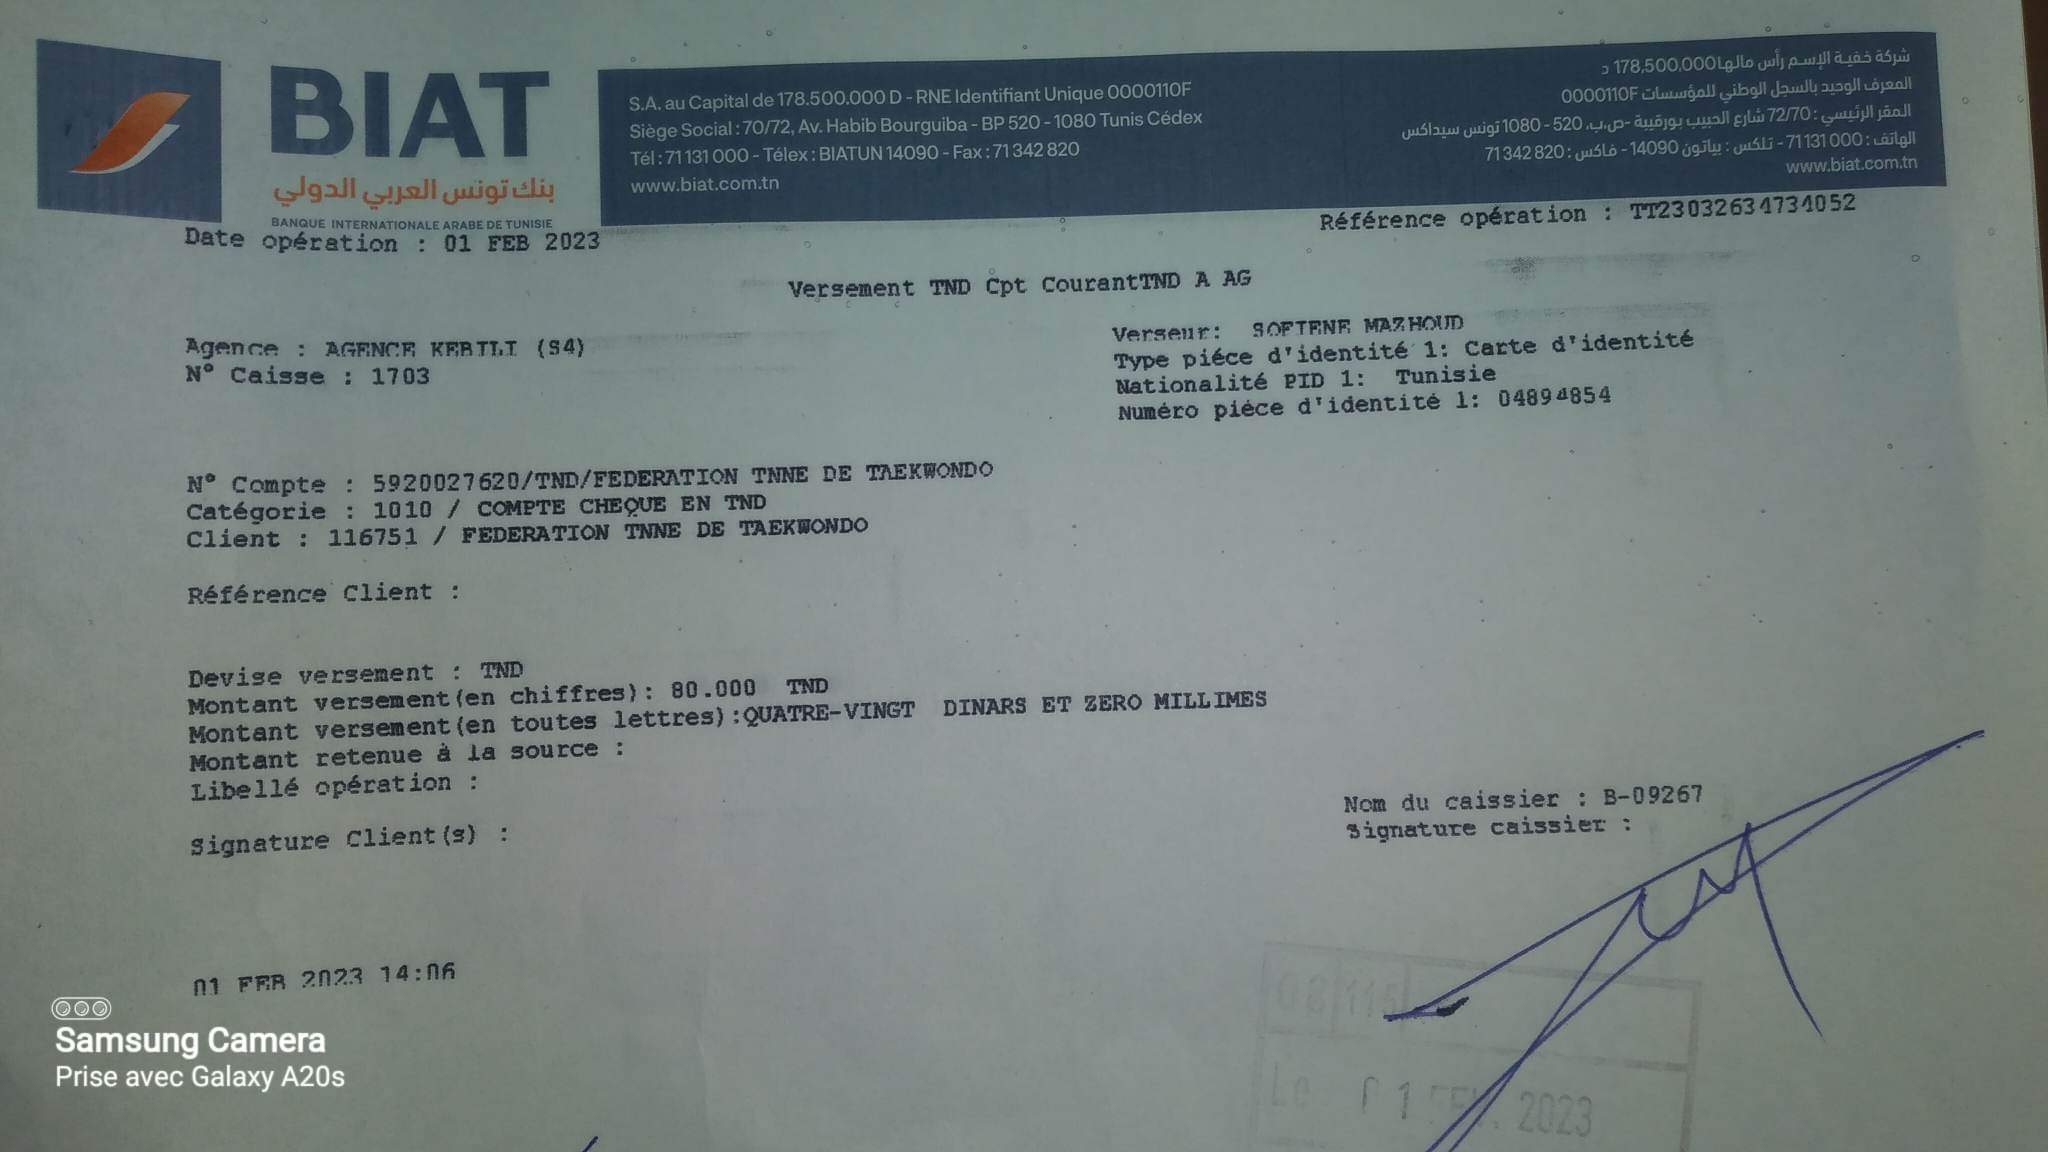 BIAT
بنك تونس العربي الدولي
BANQUE INTERNATIONALE ARABE DE TUNISIE
S.A. au Capital de 178.500.000 D - RNE Identifiant Unique 0000110F
Siège Social : 70/72, Av. Habib Bourguiba - BP 520 - 1080 Tunis Cédex
Tél : 71 131 000 - Télex : BIATUN 14090 - Fax : 71 342 820
www.biat.com.tn
شركة خفية الإسم رأس مالها 178,500,000 د
المعرف الوحيد بالسجل الوطني للمؤسسات 0000110F
المقر الرئيسي : 72/70 شارع الحبيب بورقيبة -ص.ب. 520 - 1080 تونس سيداكس
الهاتف : 71131 000 - تلكس : بياتون 14090 - فاكس : 71 342 820
www.biat.com.tn
Date opération : 01 FEB 2023
Référence opération : TT23032634734052
Versement TND Cpt CourantTND A AG
Agence : AGENCE KEBILI (S4)
N° Caisse : 1703
Verseur: SOFIENE MAZHOUD
Type piéce d'identité 1: Carte d'identité
Nationalité PID 1: Tunisie
Numéro piéce d'identité 1: 04894854
N° Compte : 5920027620/TND/FEDERATION TNNE DE TAEKWONDO
Catégorie : 1010 / COMPTE CHEQUE EN TND
Client : 116751 / FEDERATION TNNE DE TAEKWONDO
Référence Client :
Devise versement : TND
Montant versement(en chiffres): 80.000 TND
Montant versement(en toutes lettres):QUATRE-VINGT DINARS ET ZERO MILLIMES
Montant retenue à la source :
Libellé opération :
Nom du caissier : B-09267
Signature caissier :
Signature Client(s) :
01 FEB 2023 14:06
08 115
Le 01 FEV. 2023
Samsung Camera
Prise avec Galaxy A20s